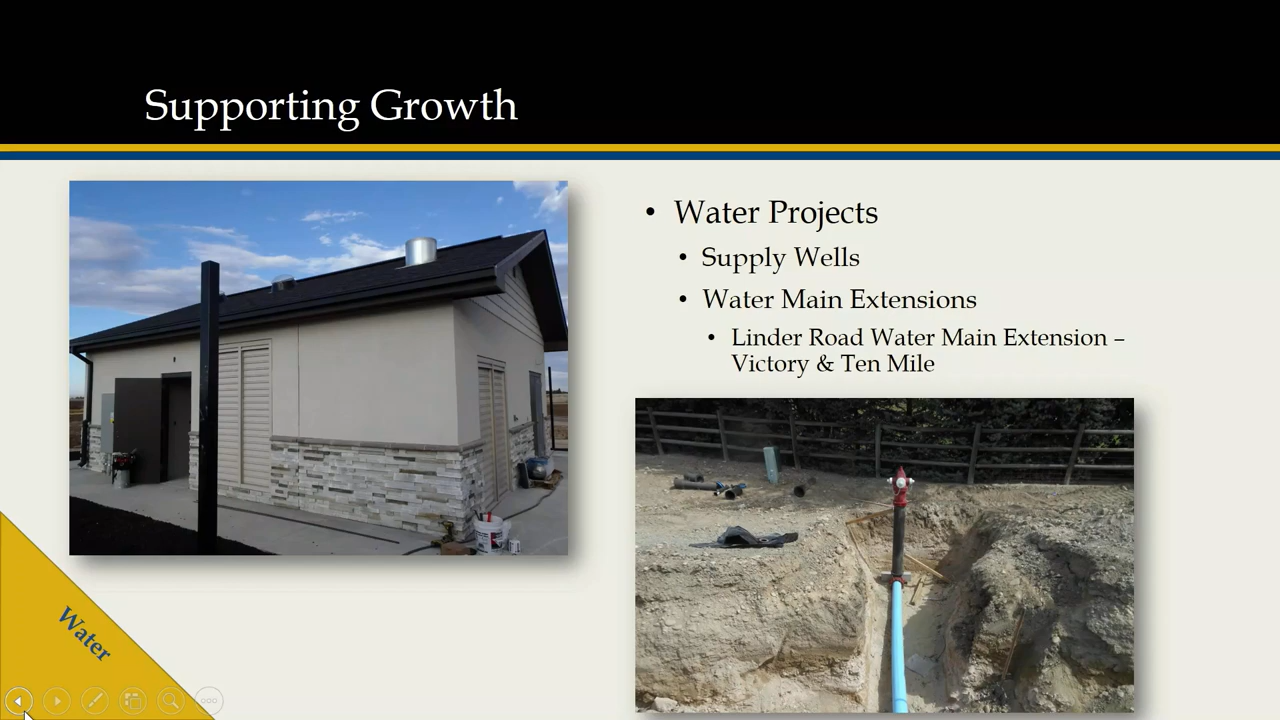 Supporting Growth
• Water Projects
• Supply Wells
• Water Main Extensions
• Linder Road Water Main Extension –
Victory & Ten Mile
Water